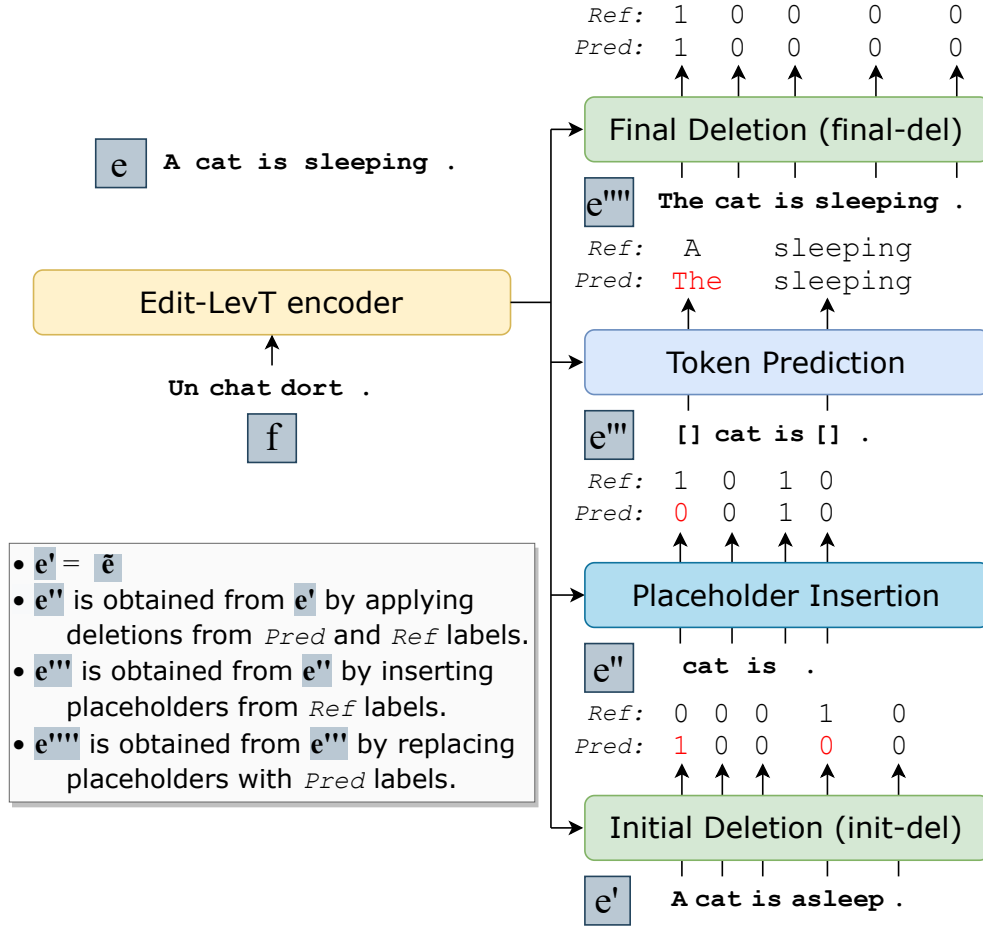 Ref: 1 0 0 0 0
Pred: 1 0 0 0 0
Final Deletion (final-del)
e A cat is sleeping .
e'''' The cat is sleeping .
Ref: A sleeping
Pred: The sleeping
Edit-LevT encoder
Token Prediction
Un chat dort .
f
e''' [] cat is [] .
Ref: 1 0 1 0
Pred: 0 0 1 0
Placeholder Insertion
e'' cat is .
Ref: 0 0 0 1 0
Pred: 1 0 0 0 0
Initial Deletion (init-del)
e' A cat is asleep .
• e' = ẽ
• e'' is obtained from e' by applying
deletions from Pred and Ref labels.
• e''' is obtained from e'' by inserting
placeholders from Ref labels.
• e'''' is obtained from e''' by replacing
placeholders with Pred labels.